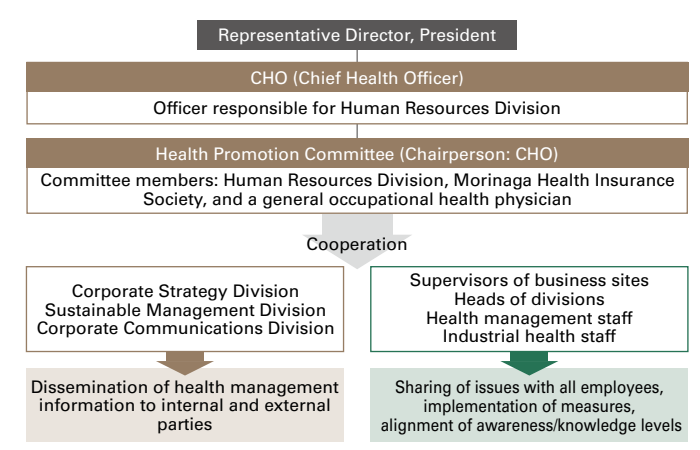 Representative Director, President
CHO (Chief Health Officer)
Officer responsible for Human Resources Division
Health Promotion Committee (Chairperson: CHO)
Committee members: Human Resources Division, Morinaga Health Insurance
Society, and a general occupational health physician
Cooperation
Corporate Strategy Division
Sustainable Management Division
Corporate Communications Division
Supervisors of business sites
Heads of divisions
Health management staff
Industrial health staff
Dissemination of health management
information to internal and external
parties
Sharing of issues with all employees,
implementation of measures,
alignment of awareness/knowledge levels